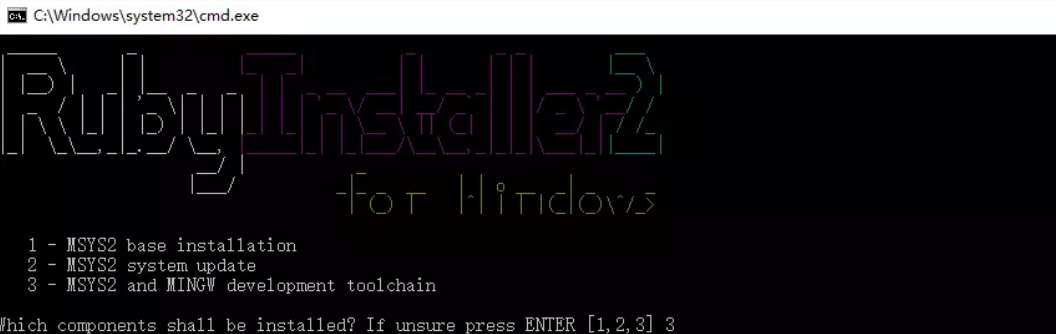 C:\Windows\system32\cmd.exe
RubyInstaller2
for Windows
1 - MSYS2 base installation
2 - MSYS2 system update
3 - MSYS2 and MINGW development toolchain
Which components shall be installed? If unsure press ENTER [1,2,3] 3